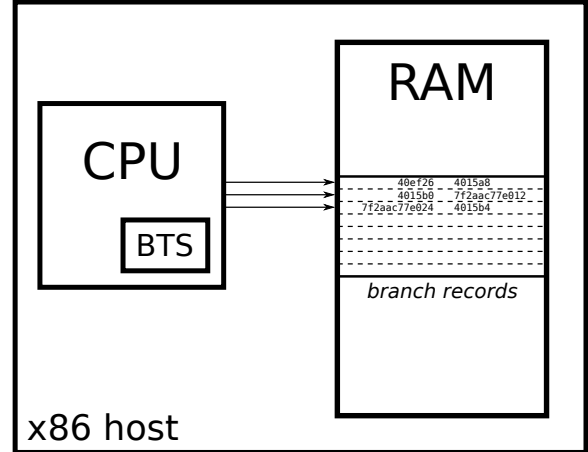 RAM
CPU
40ef26 4015a8
4015b0 7f2aac77e012
7f2aac77e024 4015b4
BTS
branch records
x86 host